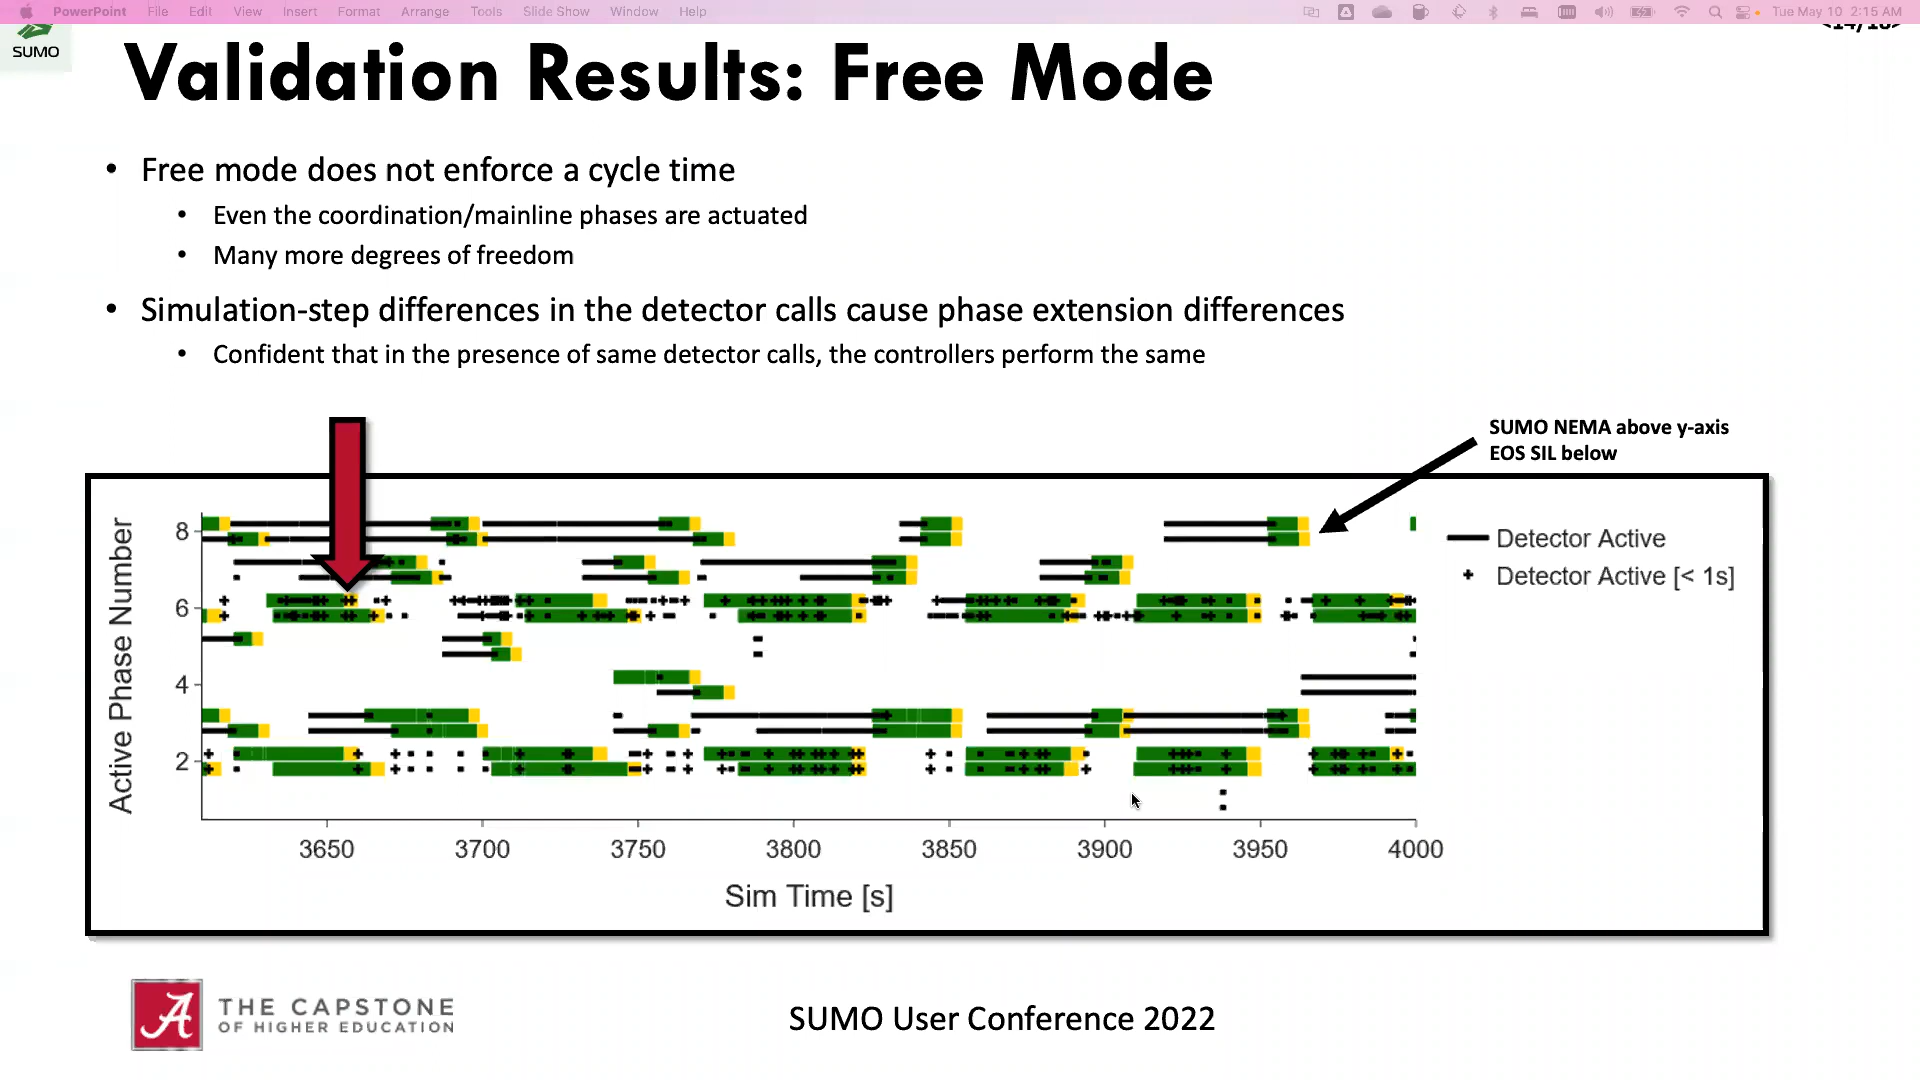 PowerPoint File Edit View Insert Format Arrange Tools Slide Show Window Help Tue May 10 2:15 AM
SUMO
Validation Results: Free Mode
• Free mode does not enforce a cycle time
• Even the coordination/mainline phases are actuated
• Many more degrees of freedom
• Simulation-step differences in the detector calls cause phase extension differences
• Confident that in the presence of same detector calls, the controllers perform the same
SUMO NEMA above y-axis
EOS SIL below
Active Phase Number
8
6
4
2
Detector Active
Detector Active [< 1s]
3650 3700 3750 3800 3850 3900 3950 4000
Sim Time [s]
A
THE CAPSTONE
OF HIGHER EDUCATION
SUMO User Conference 2022